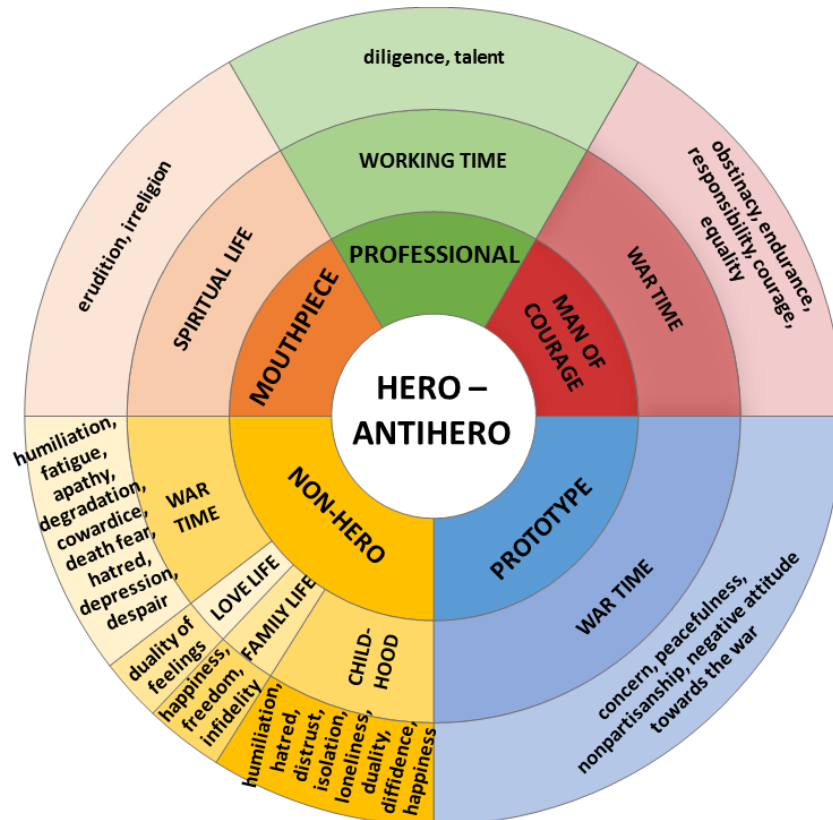 HERO –
ANTIHERO
PROFESSIONAL
WORKING TIME
diligence, talent
MAN OF
COURAGE
WAR TIME
obstinacy, endurance,
responsibility, courage,
equality
PROTOTYPE
WAR TIME
concern, peacefulness,
nonpartisanship, negative attitude
towards the war
NON-HERO
CHILD-
HOOD
humiliation,
hatred,
distrust,
isolation,
loneliness,
duality,
diffidence,
happiness
FAMILY LIFE
happiness,
freedom,
infidelity
LOVE LIFE
duality of
feelings
WAR
TIME
humiliation,
fatigue,
apathy,
degradation,
cowardice,
death fear,
hatred,
depression,
despair
MOUTHPIECE
SPIRITUAL LIFE
erudition, irreligion